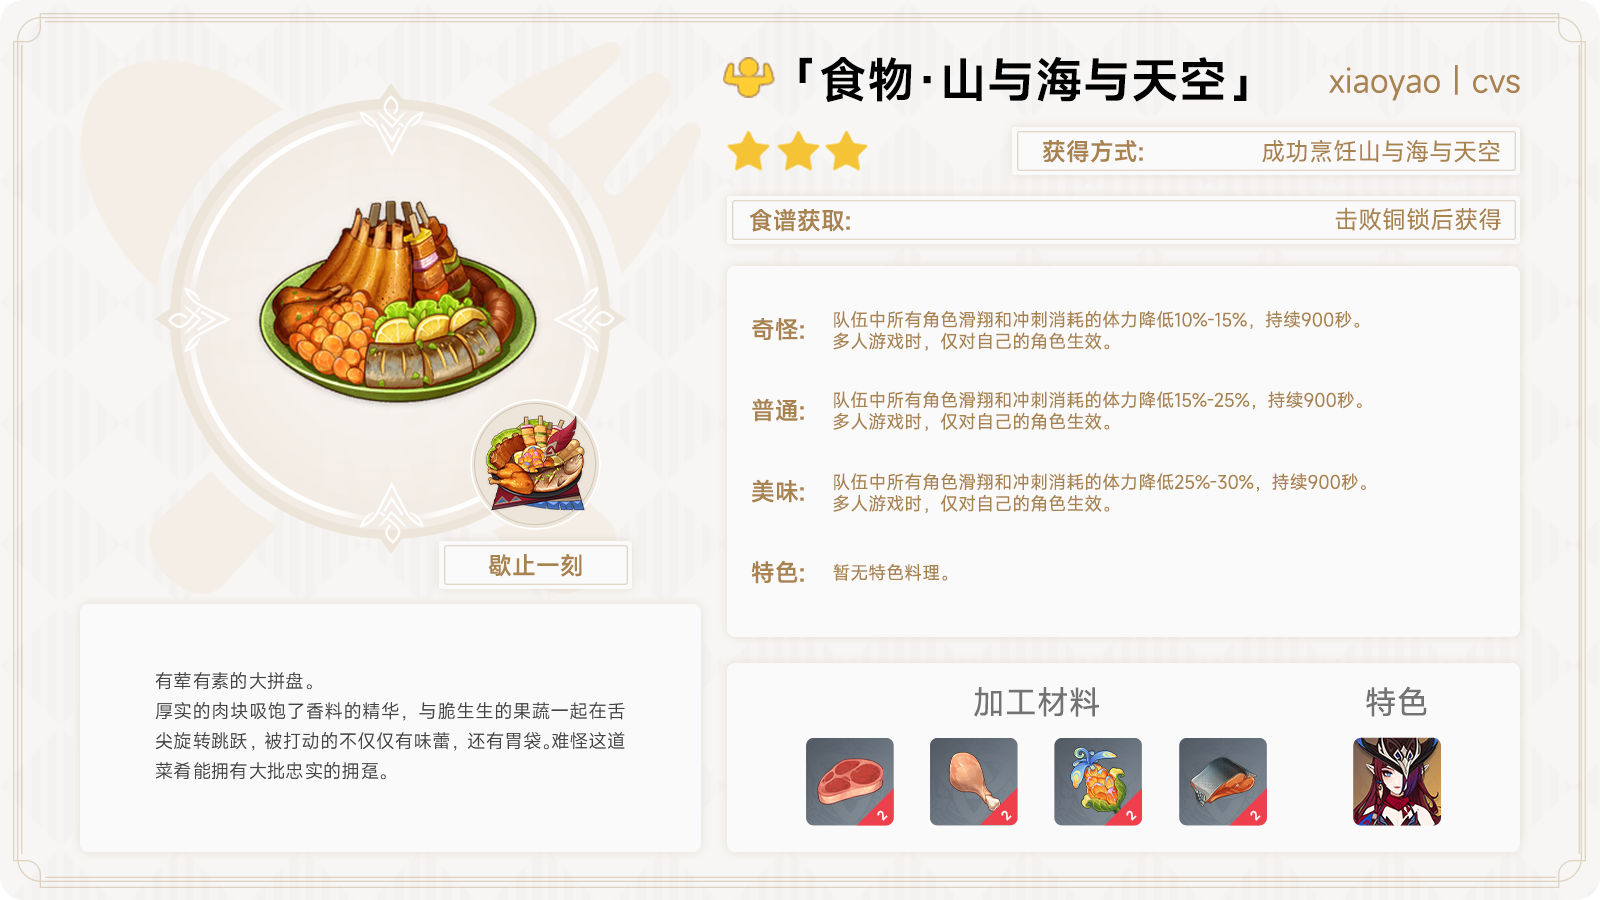 「食物·山与海与天空」
xiaoyao | cvs
获得方式: 成功烹饪山与海与天空
食谱获取: 击败铜锁后获得
奇怪: 队伍中所有角色滑翔和冲刺消耗的体力降低10%-15%，持续900秒。
多人游戏时，仅对自己的角色生效。
普通: 队伍中所有角色滑翔和冲刺消耗的体力降低15%-25%，持续900秒。
多人游戏时，仅对自己的角色生效。
美味: 队伍中所有角色滑翔和冲刺消耗的体力降低25%-30%，持续900秒。
多人游戏时，仅对自己的角色生效。
特色: 暂无特色料理。
歇止一刻
有荤有素的大拼盘。
厚实的肉块吸饱了香料的精华，与脆生生的果蔬一起在舌
尖旋转跳跃，被打动的不仅仅有味蕾，还有胃袋。难怪这道
菜肴能拥有大批忠实的拥趸。
加工材料
特色
2
2
2
2